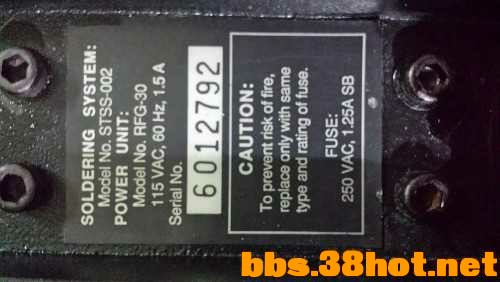 SOLDERING SYSTEM:
Model No. STSS-002
POWER UNIT:
Model No. RFG-30
115 VAC, 60 Hz, 1.5 A
Serial No.
6012792
CAUTION:
To prevent risk of fire,
replace only with same
type and rating of fuse.
FUSE:
250 VAC, 1.25A SB
bbs.38hot.net